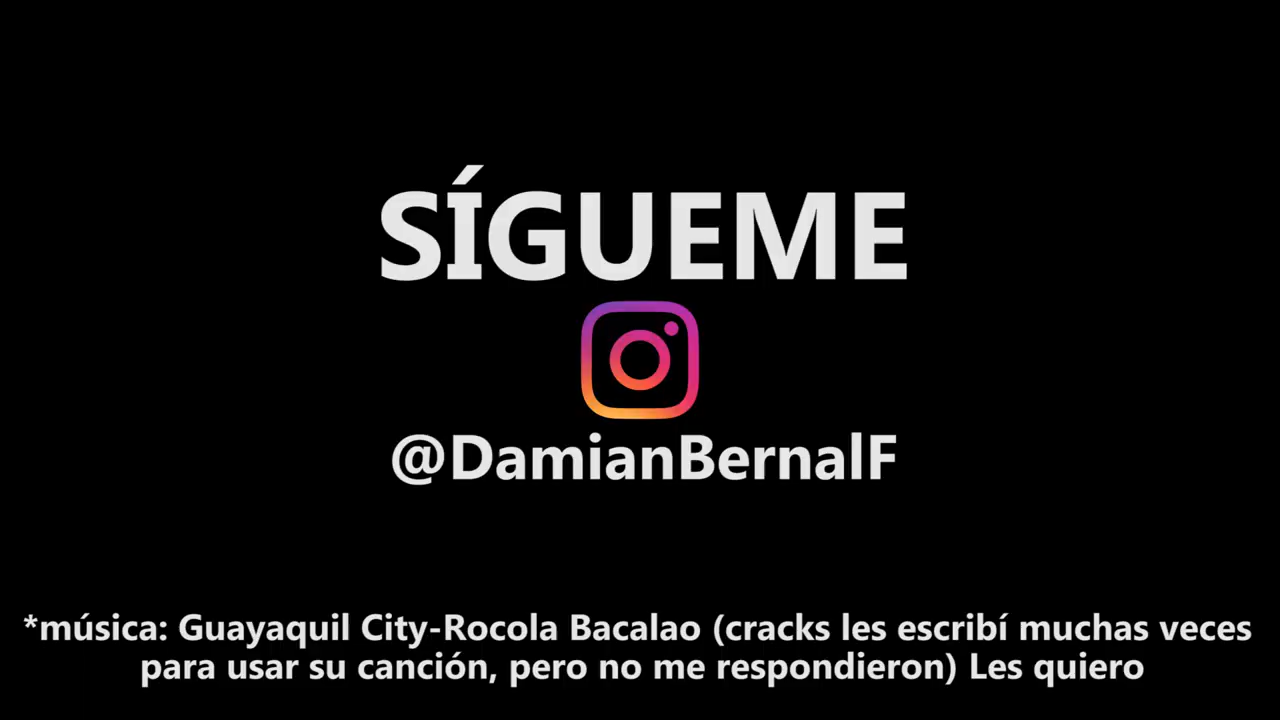 SÍGUEME
@DamianBernalF
*música: Guayaquil City-Rocola Bacalao (cracks les escribí muchas veces
para usar su canción, pero no me respondieron) Les quiero